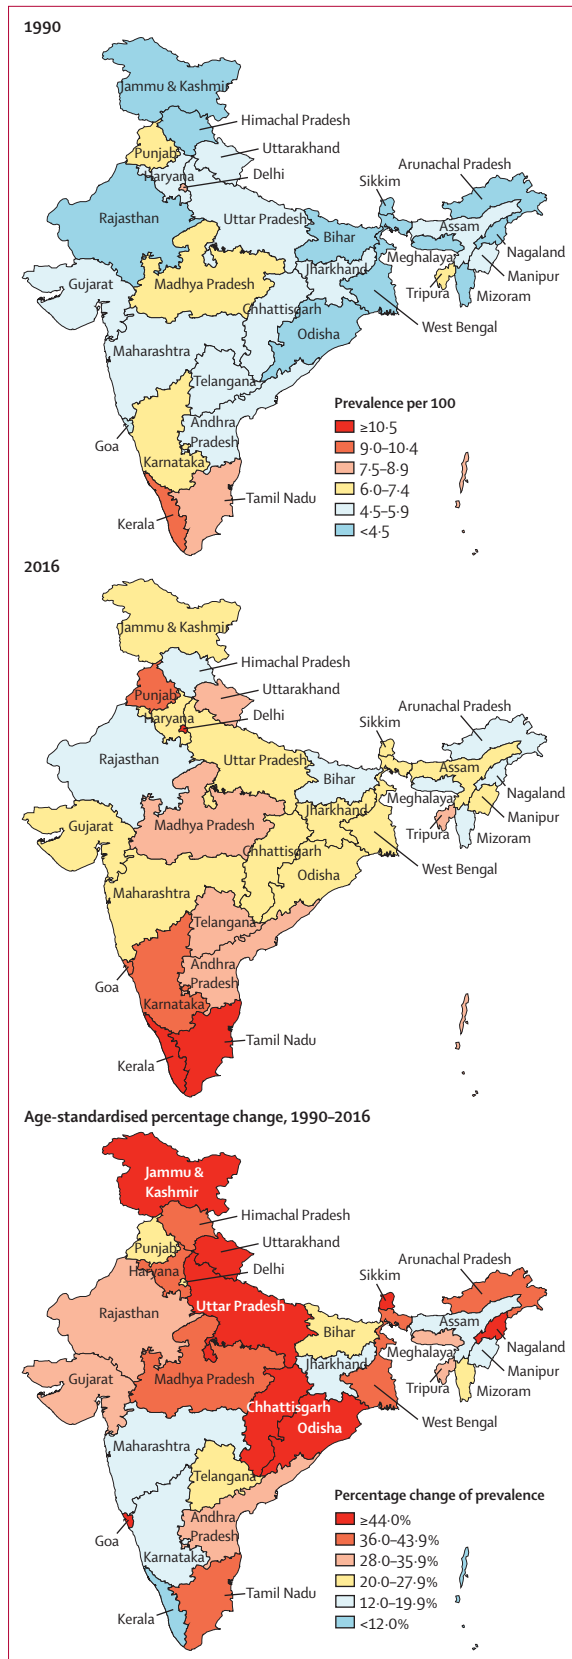 1990
Jammu & Kashmir
Himachal Pradesh
Punjab
Uttarakhand
Haryana
Delhi
Arunachal Pradesh
Sikkim
Rajasthan
Uttar Pradesh
Bihar
Assam
Nagaland
Meghalaya
Jharkhand
Manipur
Gujarat
Madhya Pradesh
Tripura
Mizoram
Chhattisgarh
West Bengal
Odisha
Maharashtra
Telangana
Goa
Andhra
Pradesh
Karnataka
Tamil Nadu
Kerala
Prevalence per 100
≥10·5
9·0–10·4
7·5–8·9
6·0–7·4
4·5–5·9
<4·5
2016
Jammu & Kashmir
Himachal Pradesh
Punjab
Uttarakhand
Haryana
Delhi
Arunachal Pradesh
Sikkim
Rajasthan
Uttar Pradesh
Bihar
Assam
Nagaland
Meghalaya
Jharkhand
Manipur
Gujarat
Madhya Pradesh
Tripura
Mizoram
Chhattisgarh
West Bengal
Odisha
Maharashtra
Telangana
Goa
Andhra
Pradesh
Karnataka
Tamil Nadu
Kerala
Age-standardised percentage change, 1990–2016
Jammu &
Kashmir
Himachal Pradesh
Punjab
Uttarakhand
Haryana
Delhi
Arunachal Pradesh
Sikkim
Rajasthan
Uttar Pradesh
Bihar
Assam
Nagaland
Meghalaya
Jharkhand
Manipur
Gujarat
Madhya Pradesh
Tripura
Mizoram
Chhattisgarh
West Bengal
Odisha
Maharashtra
Telangana
Goa
Andhra
Pradesh
Karnataka
Tamil Nadu
Kerala
Percentage change of prevalence
≥44·0%
36·0–43·9%
28·0–35·9%
20·0–27·9%
12·0–19·9%
<12·0%